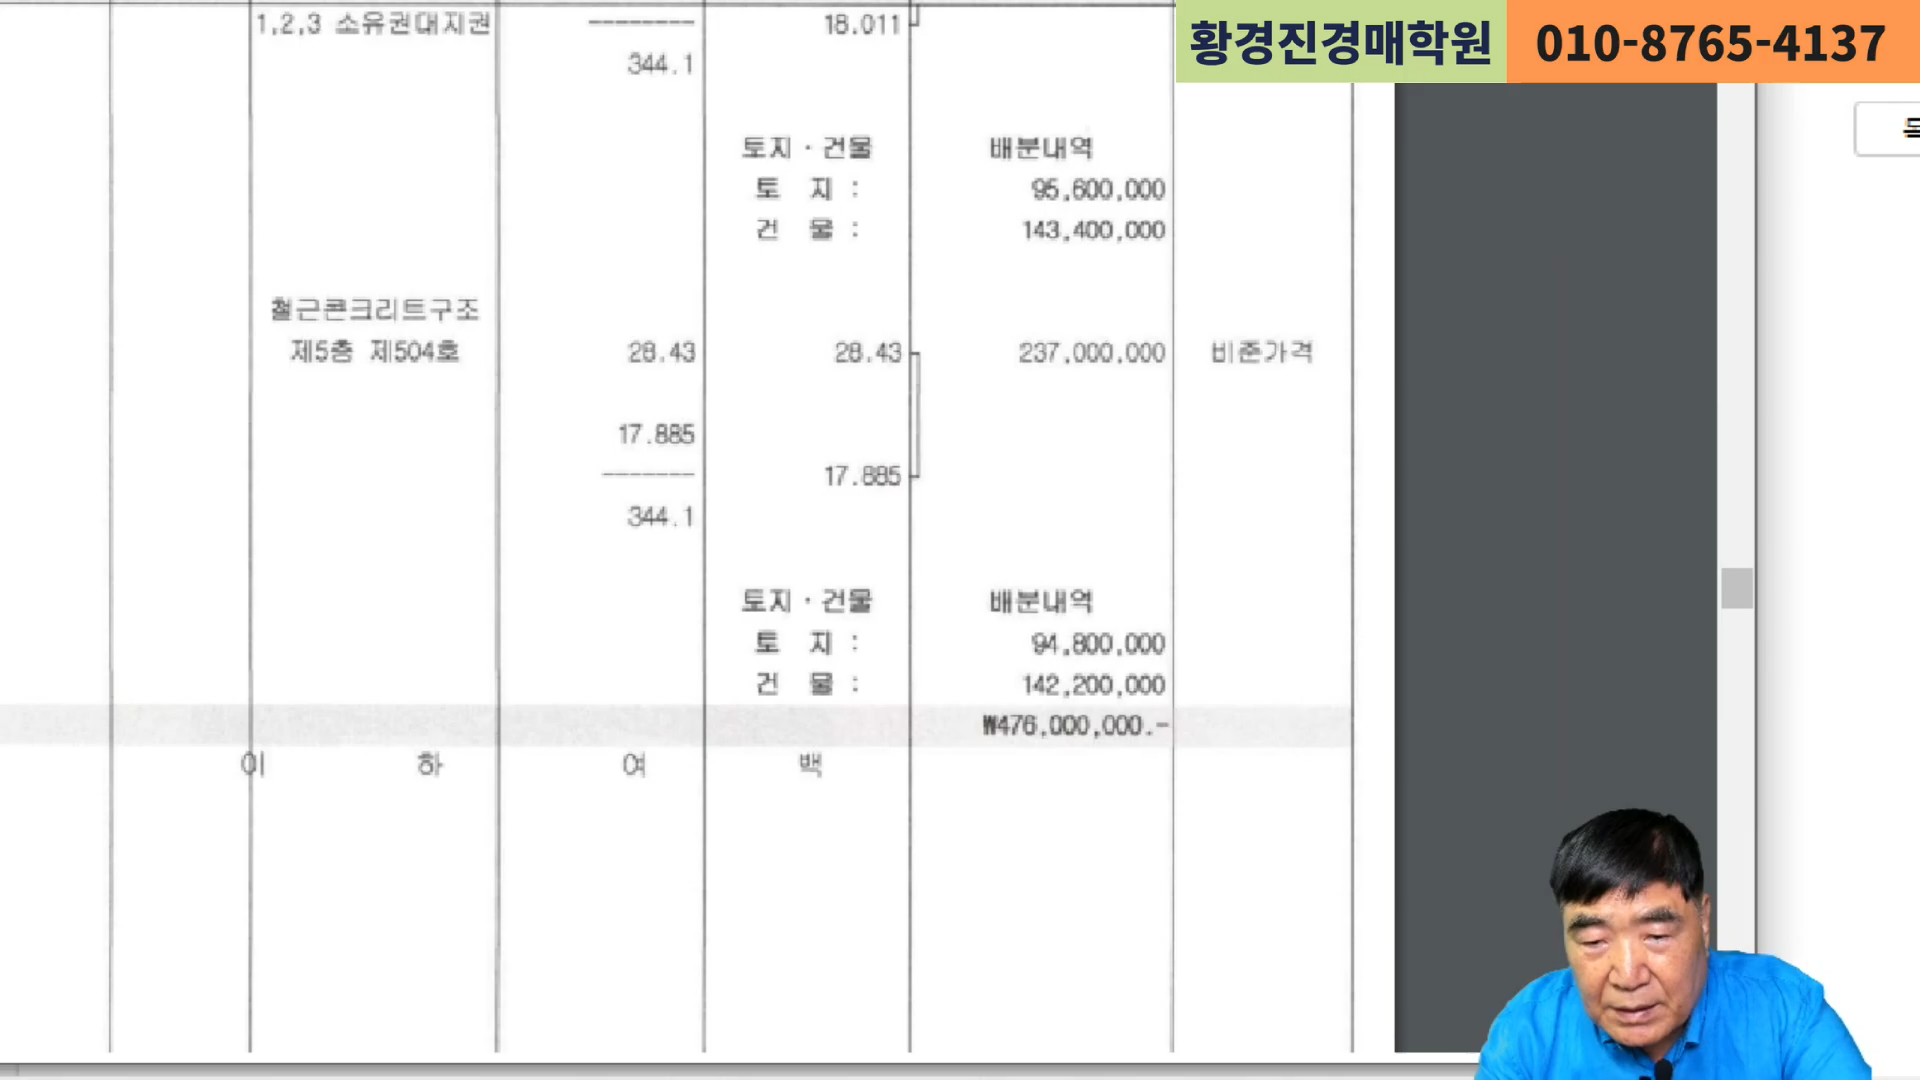 황경진경매학원 010-8765-4137
1,2,3 소유권대지권 -------- 18.011
344.1
토지·건물 배분내역
토 지 : 95,600,000
건 물 : 143,400,000
철근콘크리트구조
제5층 제504호 28.43 28.43 237,000,000 비준가격
17.885
------- 17.885
344.1
토지·건물 배분내역
토 지 : 94,800,000
건 물 : 142,200,000
₩476,000,000.-
이 하 여 백